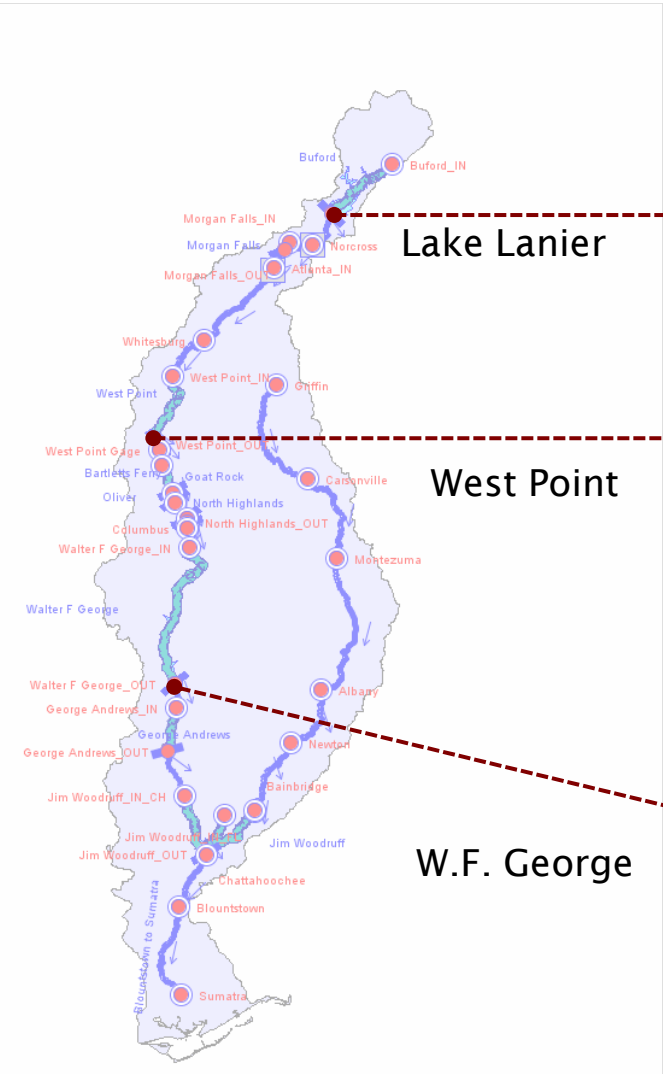 Buford
Buford_IN
Morgan Falls_IN
Lake Lanier
Morgan Falls
Norcross
Morgan Falls_OUT
Atlanta_IN
Whitesburg
West Point_IN
Griffin
West Point
West Point_OUT
West Point Gage
Bartletts Ferry
Goat Rock
Carsonville
West Point
Oliver
North Highlands
North Highlands_OUT
Columbus
Walter F George_IN
Montezuma
Walter F George
Walter F George_OUT
Albany
George Andrews_IN
George Andrews
Newton
George Andrews_OUT
Bainbridge
Jim Woodruff_IN_CH
Jim Woodruff
Jim Woodruff_OUT
W.F. George
Chattahoochee
Blountstown
Blountstown to Sumatra
Sumatra